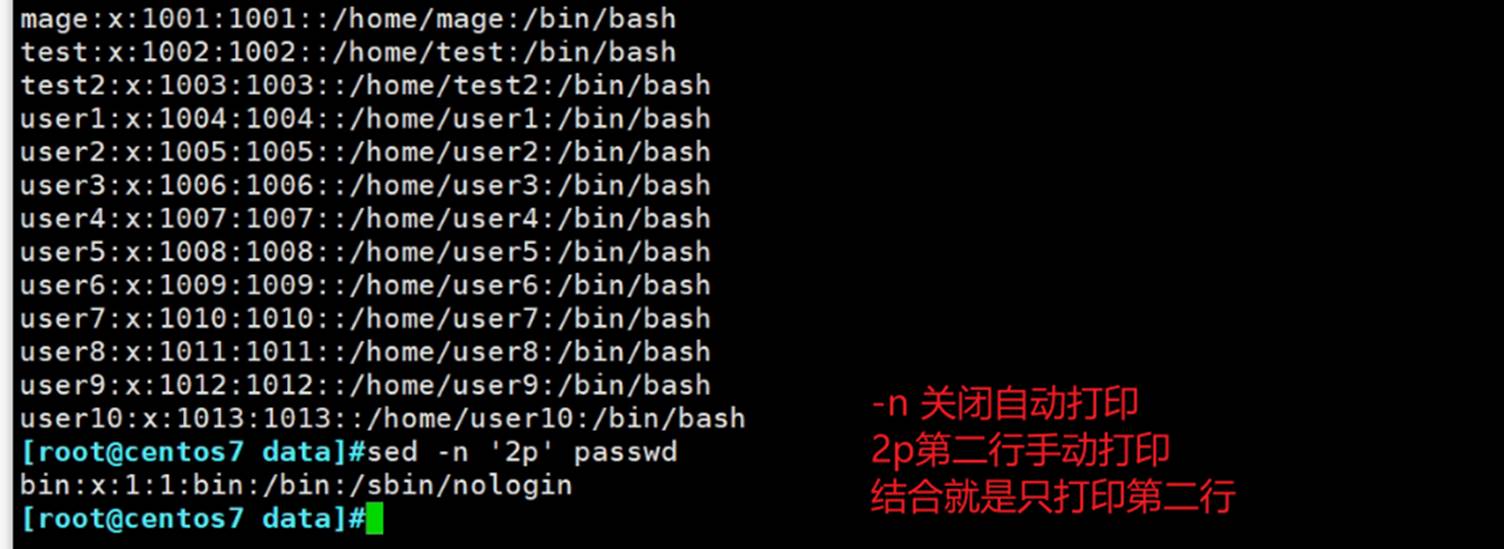 mage:x:1001:1001::/home/mage:/bin/bash
test:x:1002:1002::/home/test:/bin/bash
test2:x:1003:1003::/home/test2:/bin/bash
user1:x:1004:1004::/home/user1:/bin/bash
user2:x:1005:1005::/home/user2:/bin/bash
user3:x:1006:1006::/home/user3:/bin/bash
user4:x:1007:1007::/home/user4:/bin/bash
user5:x:1008:1008::/home/user5:/bin/bash
user6:x:1009:1009::/home/user6:/bin/bash
user7:x:1010:1010::/home/user7:/bin/bash
user8:x:1011:1011::/home/user8:/bin/bash
user9:x:1012:1012::/home/user9:/bin/bash
user10:x:1013:1013::/home/user10:/bin/bash
[root@centos7 data]#sed -n '2p' passwd
bin:x:1:1:bin:/bin:/sbin/nologin
[root@centos7 data]#
-n 关闭自动打印
2p第二行手动打印
结合就是只打印第二行